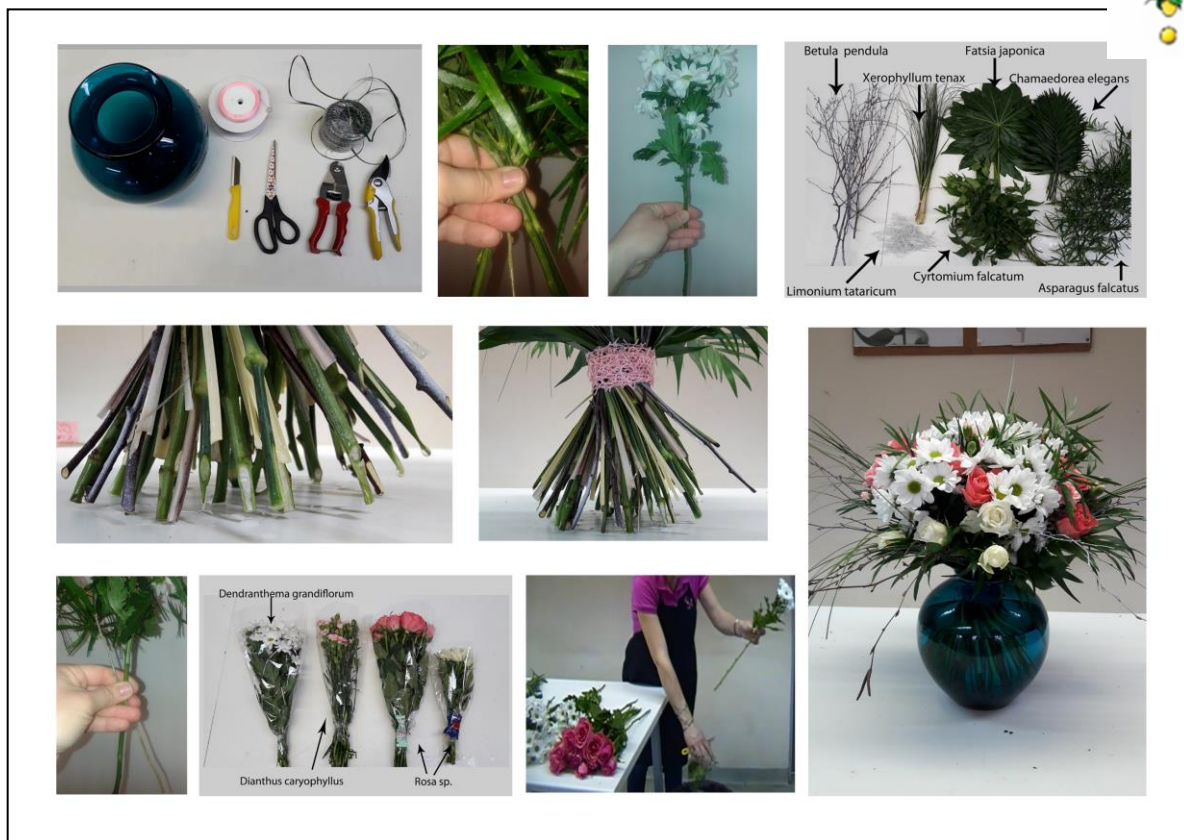 Betula pendula
Fatsia japonica
Xerophyllum tenax
Chamaedorea elegans
Limonium tataricum
Cyrtomium falcatum
Asparagus falcatus
Dendranthema grandiflorum
Dianthus caryophyllus
Rosa sp.